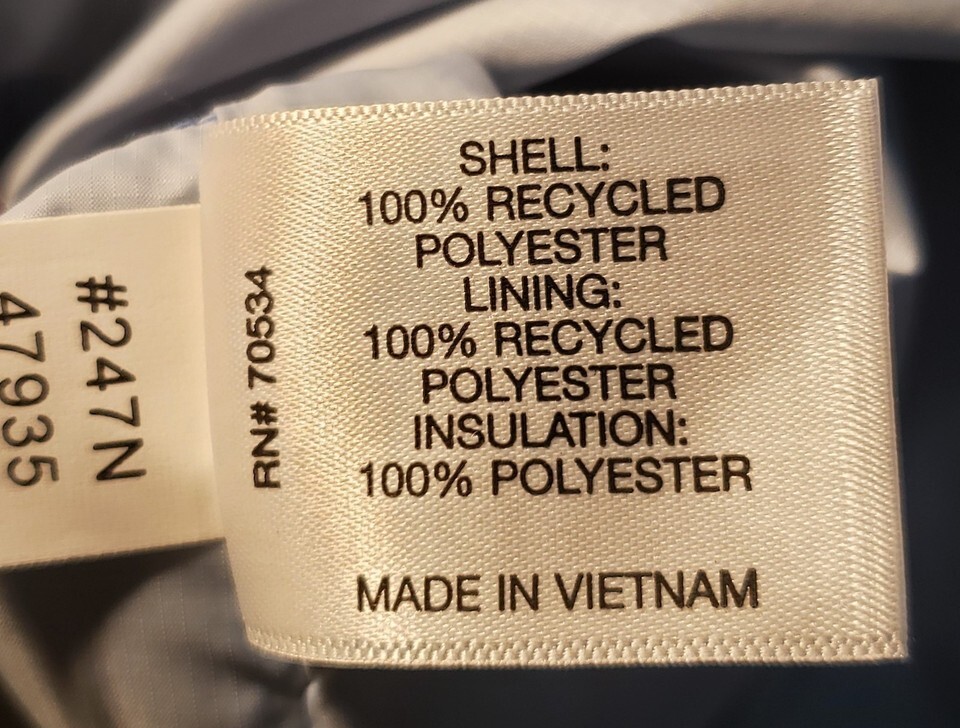 SHELL:
100% RECYCLED
POLYESTER
LINING:
100% RECYCLED
POLYESTER
INSULATION:
100% POLYESTER
MADE IN VIETNAM
RN# 70534
#247N
47935